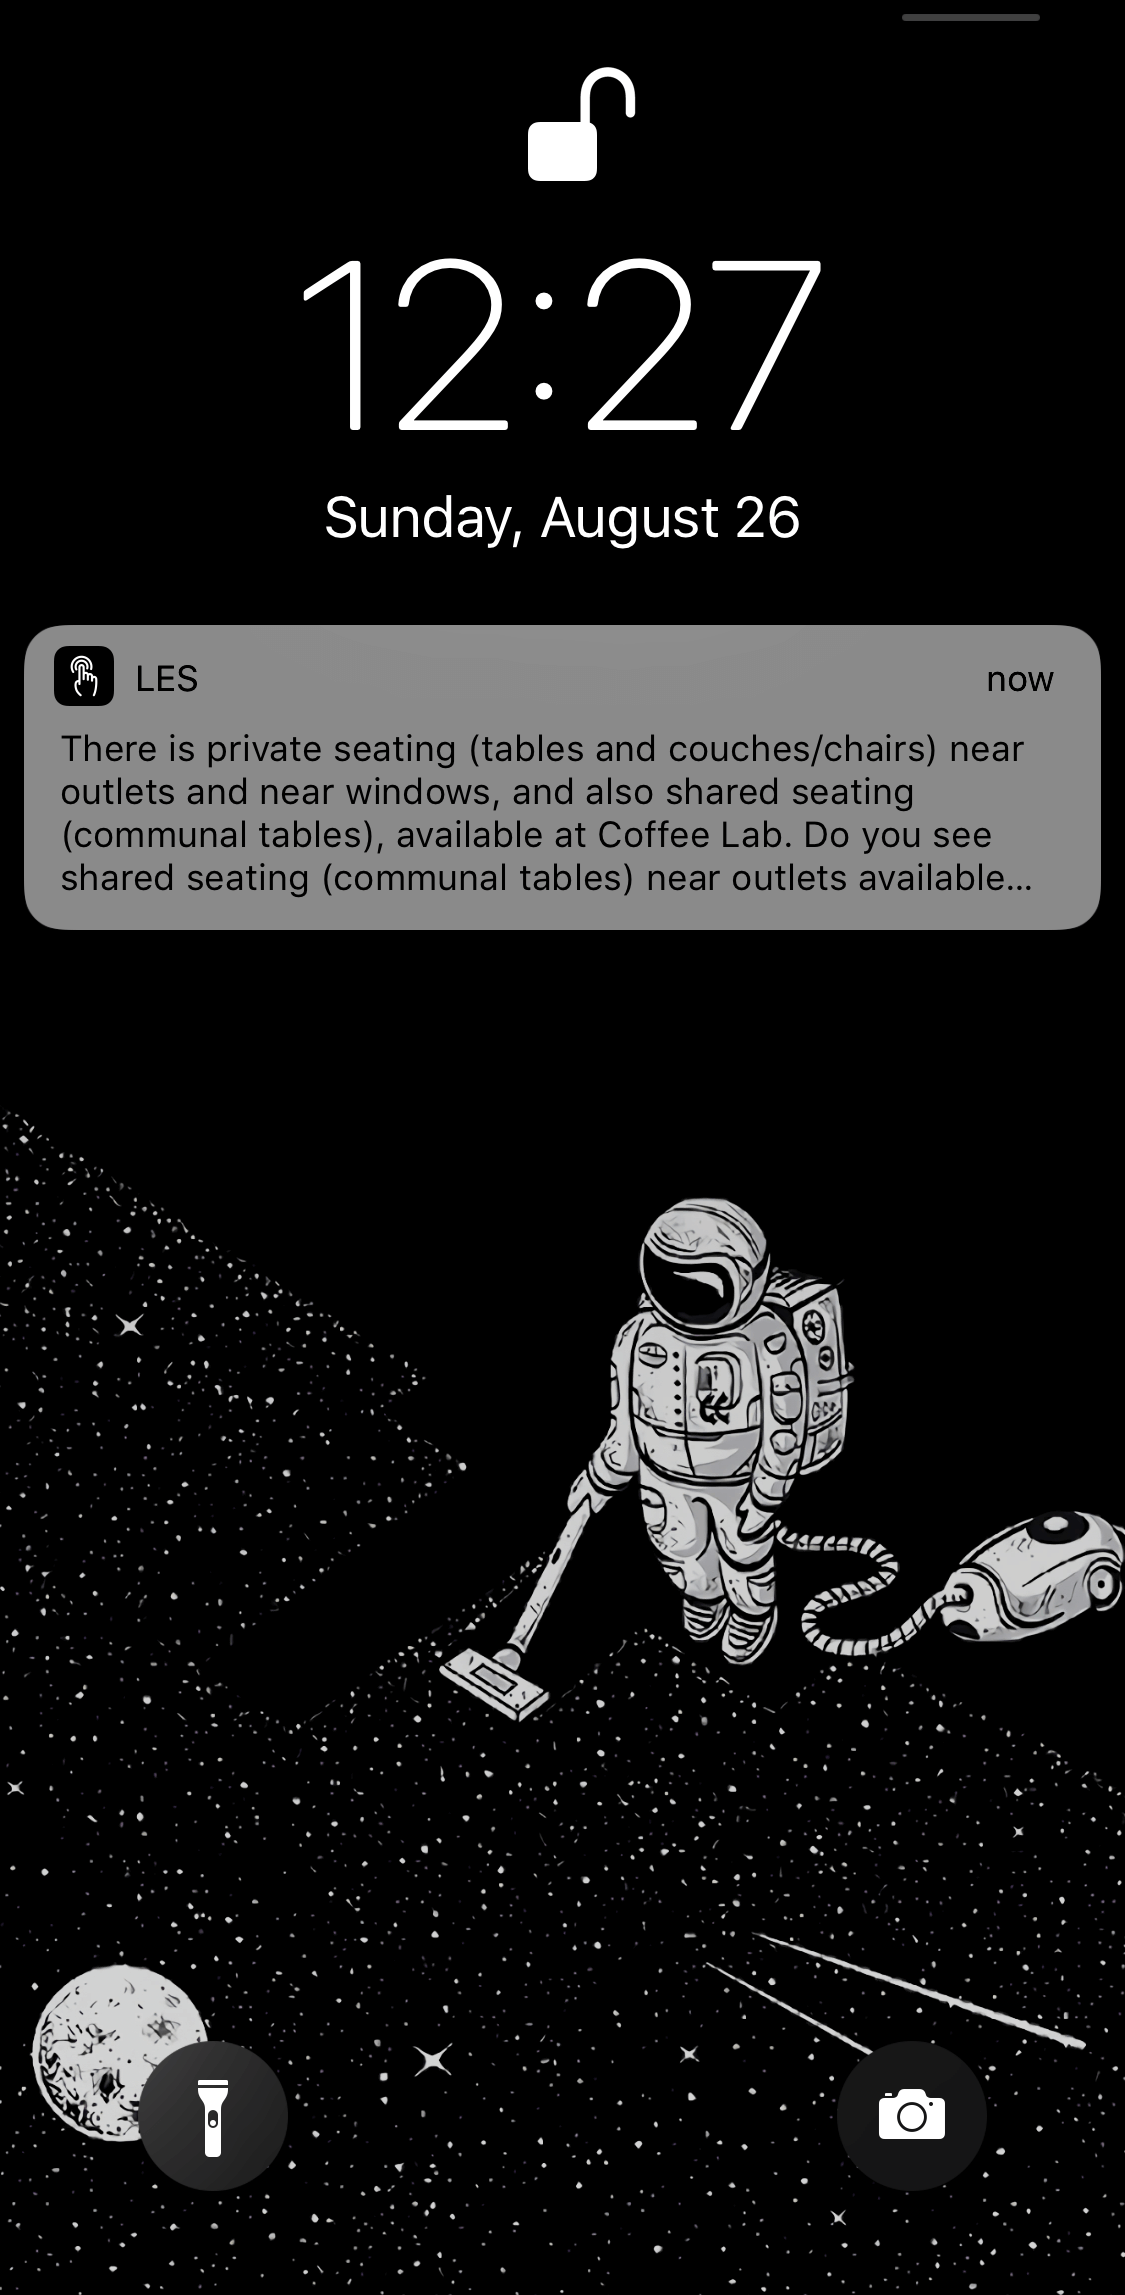 12:27
Sunday, August 26
LES now
There is private seating (tables and couches/chairs) near
outlets and near windows, and also shared seating
(communal tables), available at Coffee Lab. Do you see
shared seating (communal tables) near outlets available...